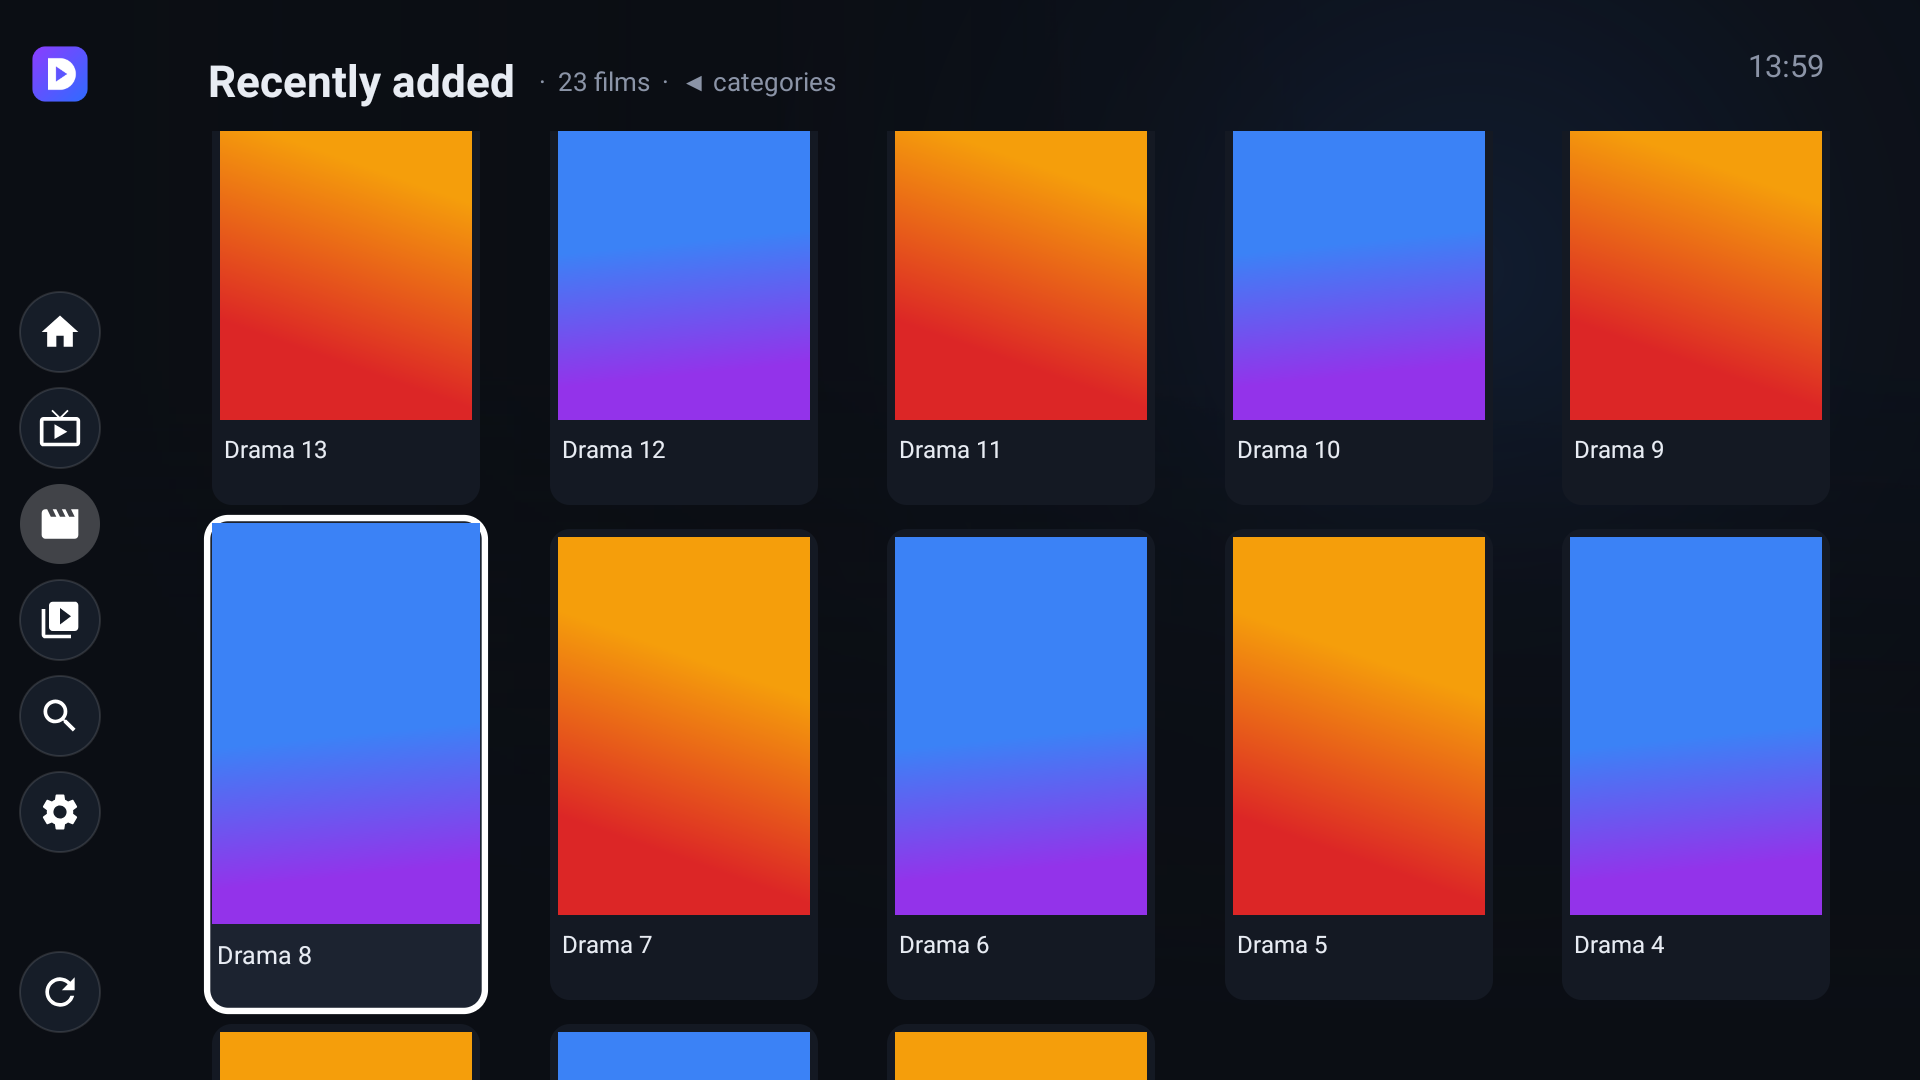 Recently added · 23 films · ◄ categories
13:59
Drama 13
Drama 12
Drama 11
Drama 10
Drama 9
Drama 8
Drama 7
Drama 6
Drama 5
Drama 4